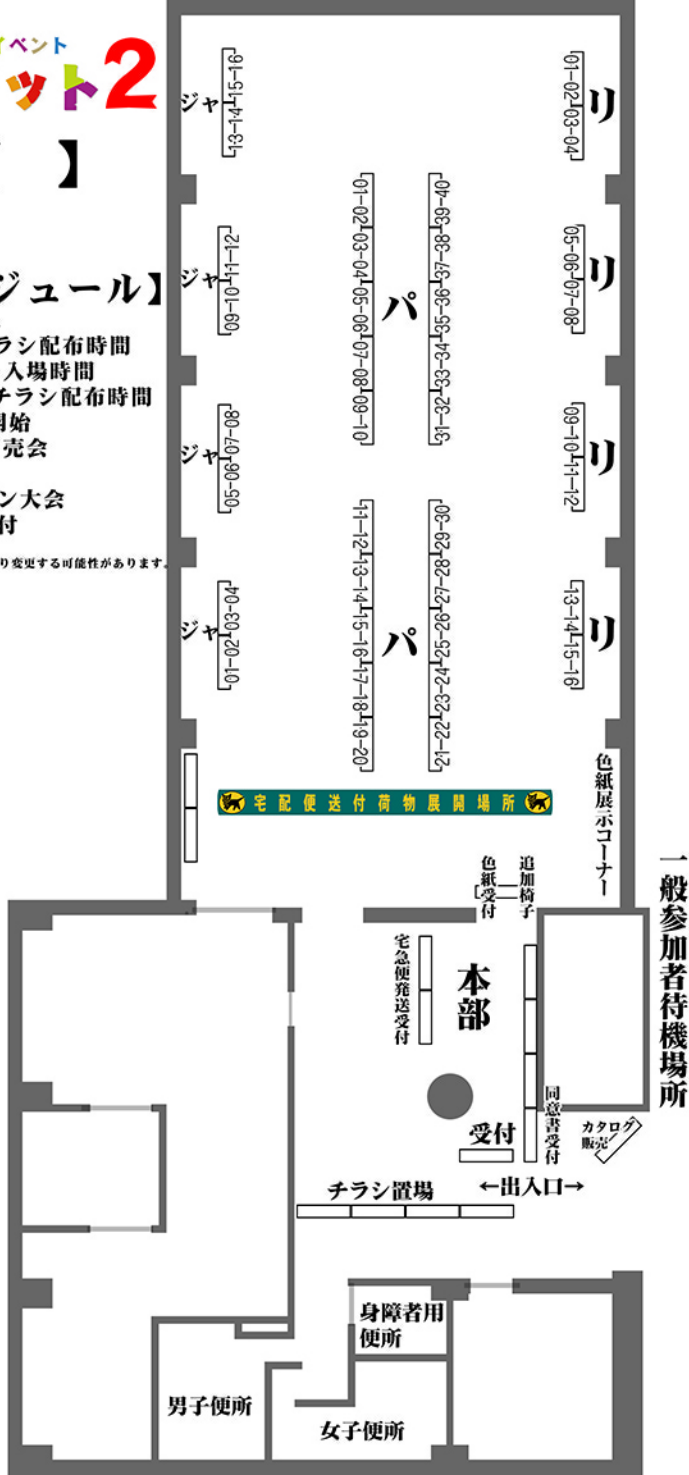 イベント
ット2
】
ジュール】
ラシ配布時間
入場時間
チラシ配布時間
開始
売会
ン大会
付
り変更する可能性があります。
ジャ
13-14
15-16
ジャ
09-10
11-12
ジャ
05-06
07-08
ジャ
01-02
03-04
パ
01-02
03-04
05-06
07-08
09-10
39-40
37-38
35-36
33-34
31-32
パ
11-12
13-14
15-16
17-18
19-20
29-30
27-28
25-26
23-24
21-22
リ
01-02
03-04
リ
05-06
07-08
リ
09-10
11-12
リ
13-14
15-16
宅配便送付荷物展開場所
色紙展示コーナー
一般参加者待機場所
色紙受付
追加椅子
宅急便発送受付
本部
同意書受付
受付
カタログ
販売
←出入口→
チラシ置場
身障者用
便所
男子便所
女子便所